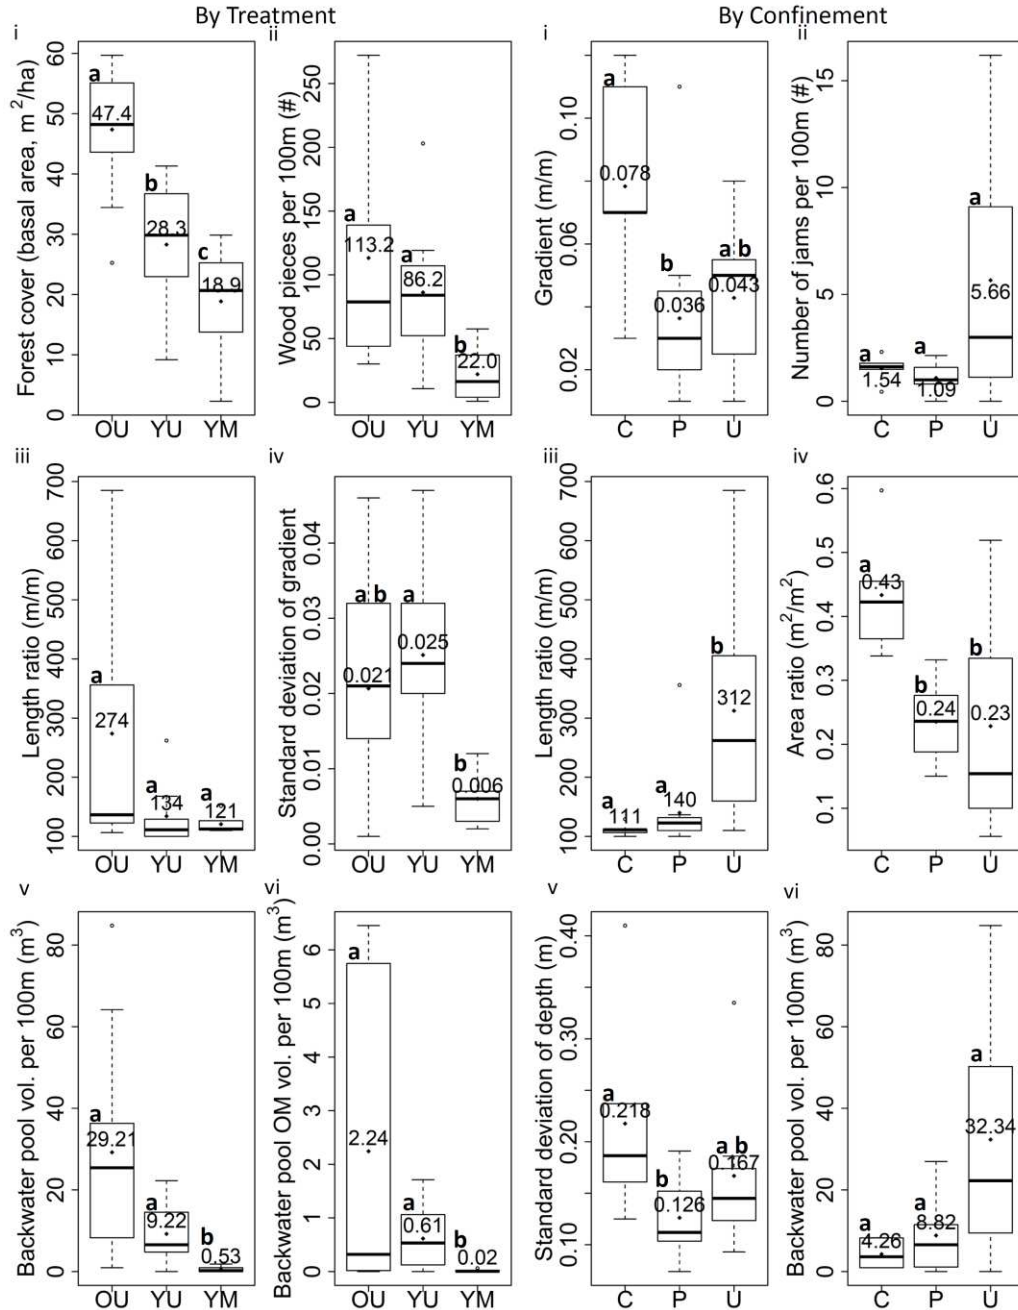 By Treatment
By Confinement
i
Forest cover (basal area, m²/ha)
0 10 20 30 40 50 60
a
47.4
b
28.3
c
18.9
OU YU YM
ii
Wood pieces per 100m (#)
0 50 100 150 200 250
a
113.2
a
86.2
b
22.0
OU YU YM
i
Gradient (m/m)
0.02 0.06 0.10
a
0.078
b
0.036
a b
0.043
C P U
ii
Number of jams per 100m (#)
0 5 10 15
a
1.54
a
1.09
a
5.66
C P U
iii
Length ratio (m/m)
100 200 300 400 500 600 700
a
274
a
134
a
121
OU YU YM
iv
Standard deviation of gradient
0.00 0.01 0.02 0.03 0.04
a b
0.021
a
0.025
b
0.006
OU YU YM
iii
Length ratio (m/m)
100 200 300 400 500 600 700
a
111
a
140
b
312
C P U
iv
Area ratio (m²/m²)
0.1 0.2 0.3 0.4 0.5 0.6
a
0.43
b
0.24
b
0.23
C P U
v
Backwater pool vol. per 100m (m³)
0 20 40 60 80
a
29.21
a
9.22
b
0.53
OU YU YM
vi
Backwater pool OM vol. per 100m (m³)
0 1 2 3 4 5 6
a
2.24
a
0.61
b
0.02
OU YU YM
v
Standard deviation of depth (m)
0.10 0.20 0.30 0.40
a
0.218
b
0.126
a b
0.167
C P U
vi
Backwater pool vol. per 100m (m³)
0 20 40 60 80
a
4.26
a
8.82
a
32.34
C P U